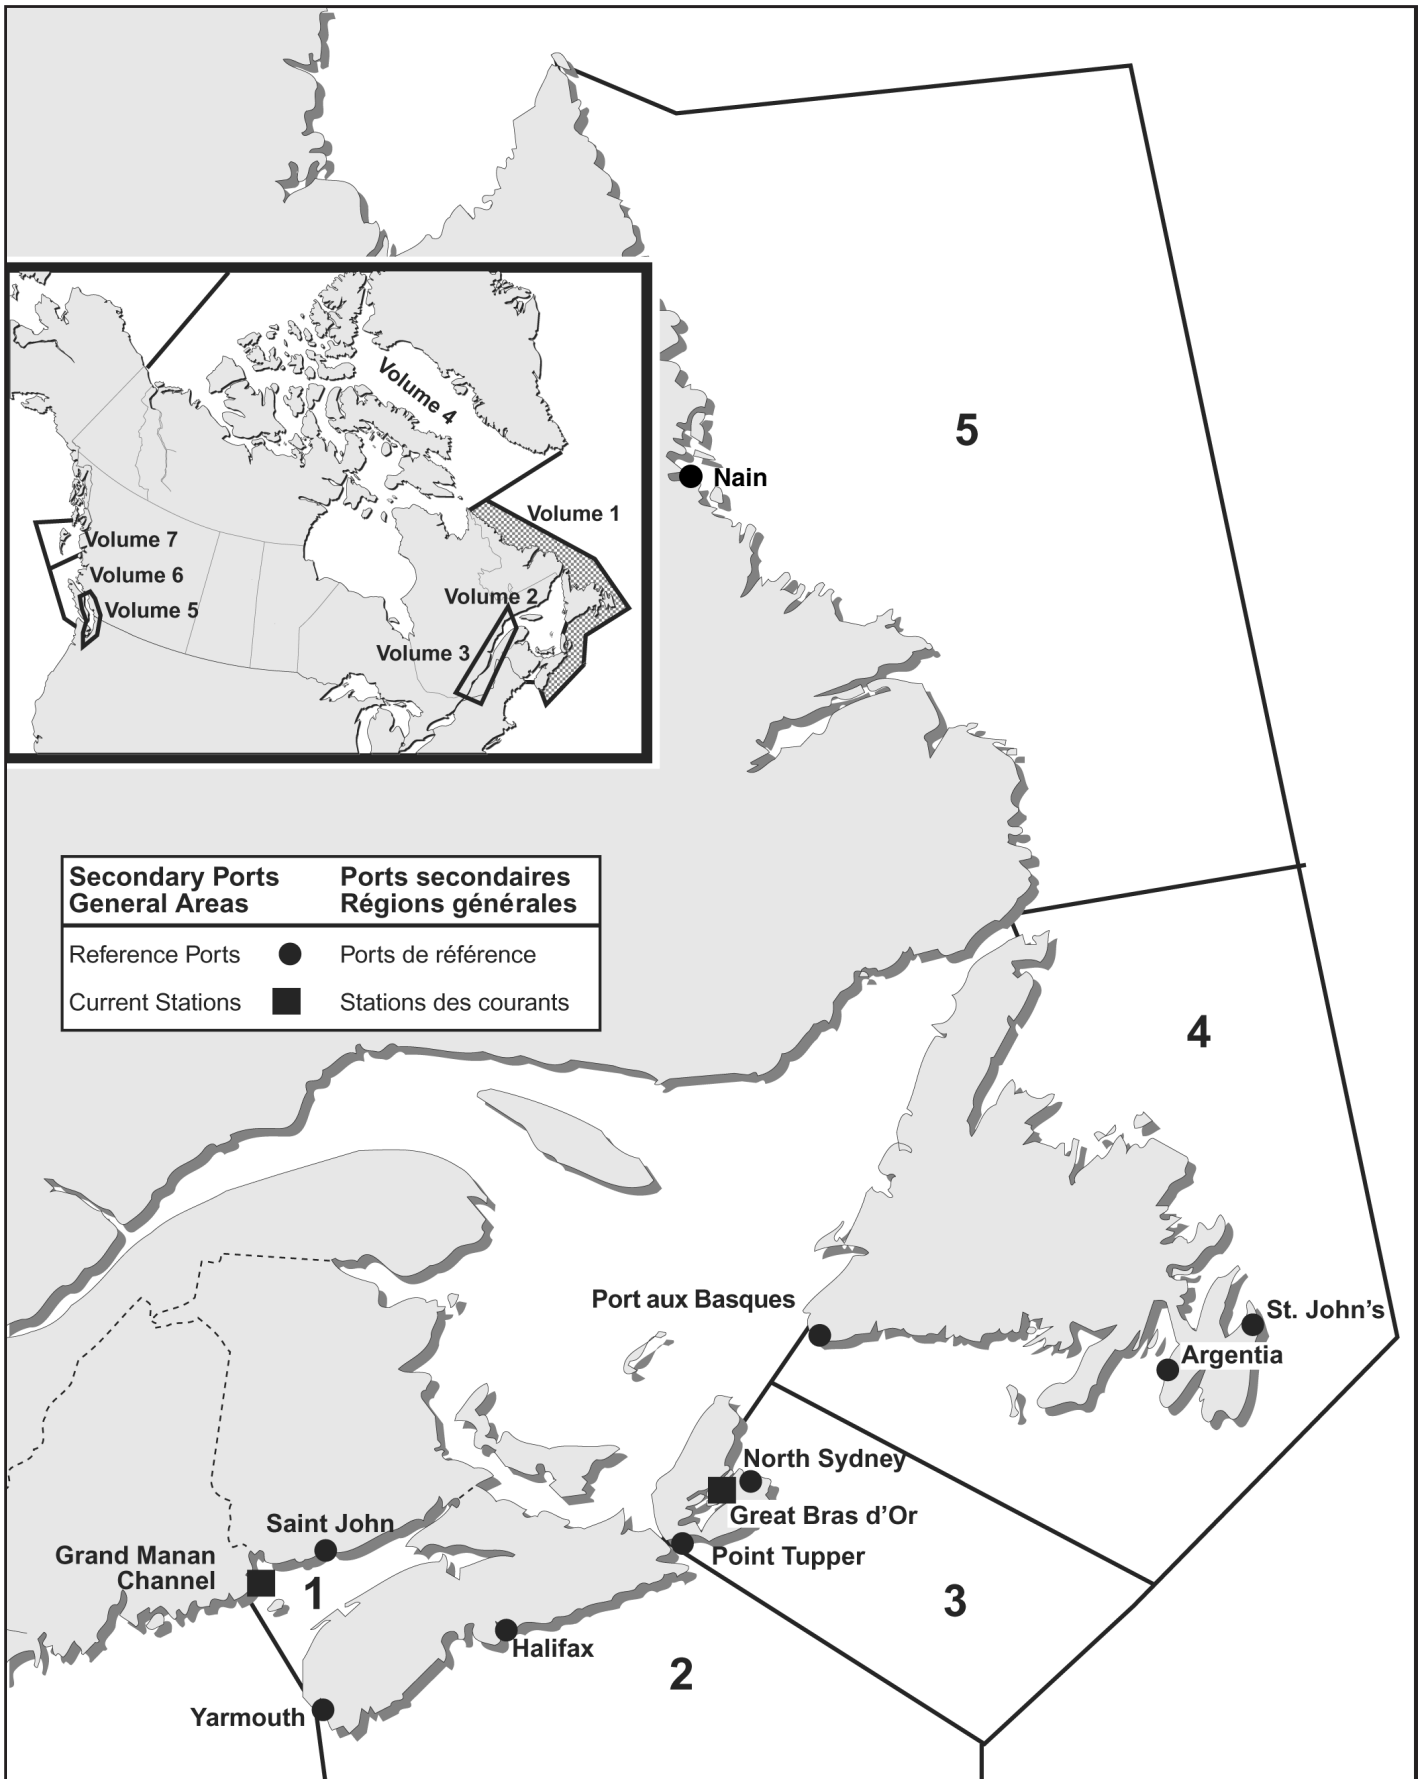 5
Nain
Volume 4
Volume 1
Volume 7
Volume 6
Volume 5
Volume 2
Volume 3
Secondary Ports
General Areas
Ports secondaires
Régions générales
Reference Ports
Ports de référence
Current Stations
Stations des courants
4
Port aux Basques
St. John’s
Argentia
North Sydney
Great Bras d’Or
Point Tupper
Saint John
Grand Manan
Channel
1
3
Halifax
2
Yarmouth